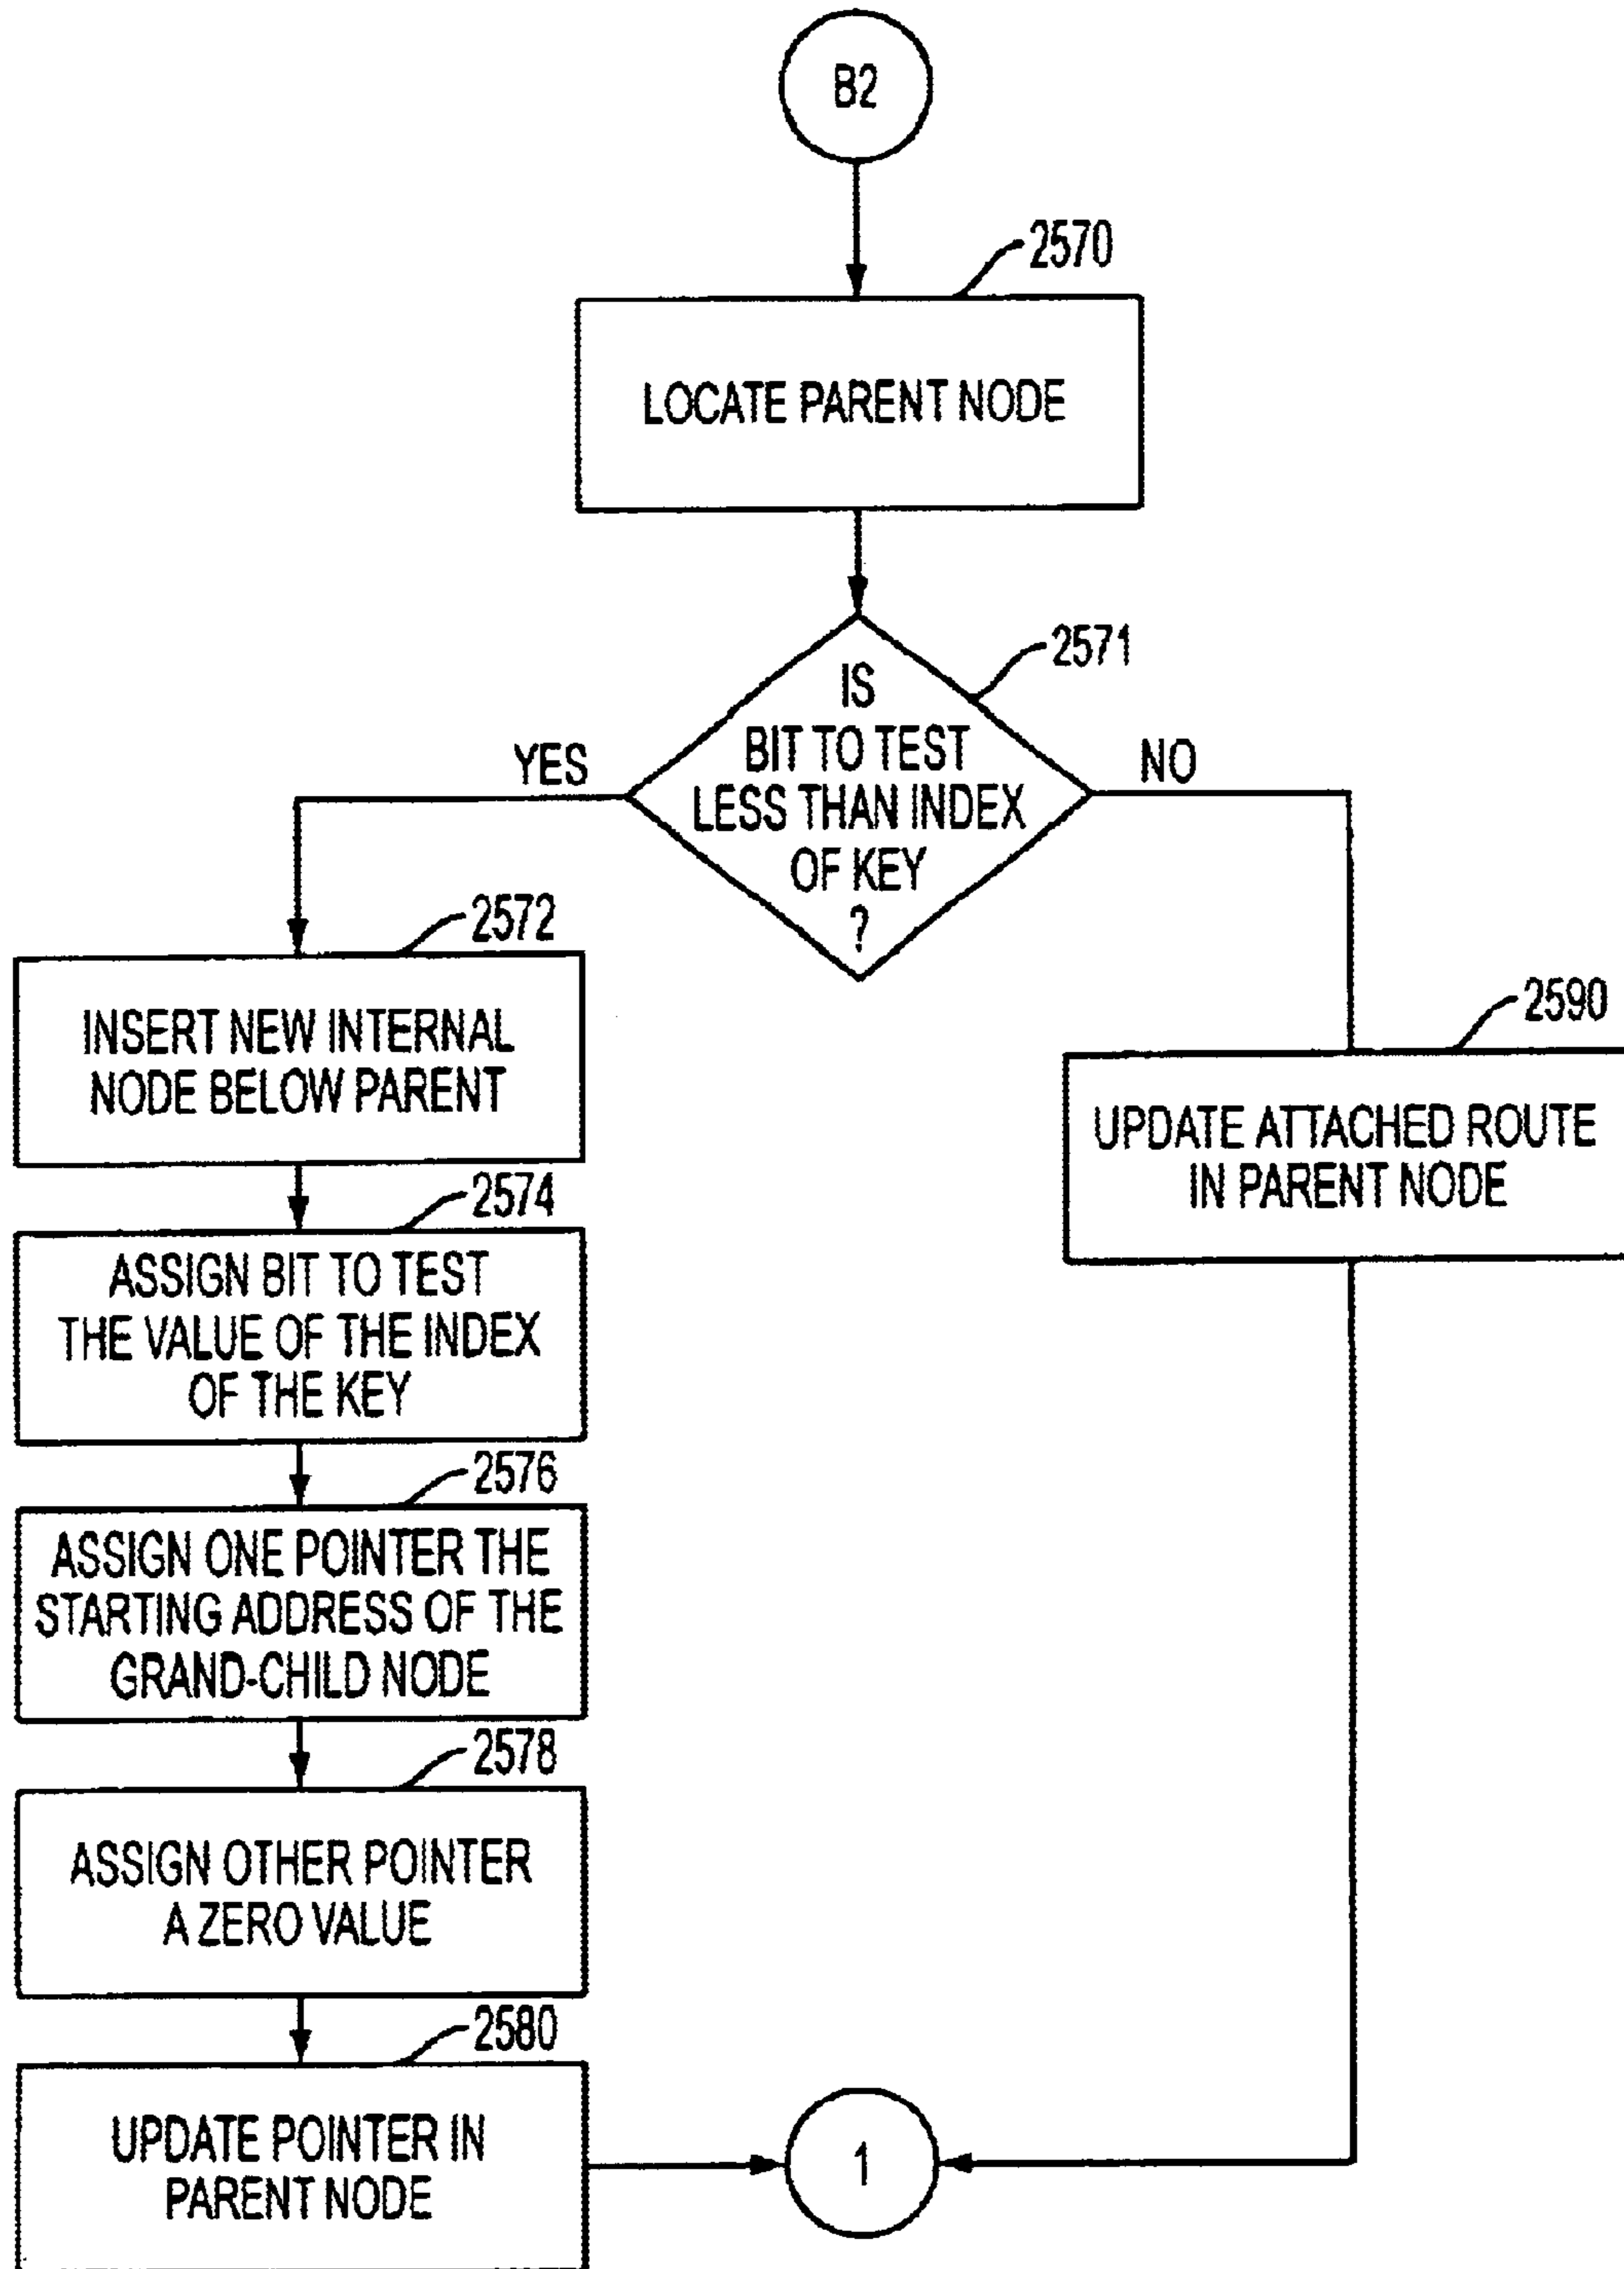 B2
2570
LOCATE PARENT NODE
2571
IS
BIT TO TEST
LESS THAN INDEX
OF KEY
?
YES
NO
2572
INSERT NEW INTERNAL
NODE BELOW PARENT
2590
UPDATE ATTACHED ROUTE
IN PARENT NODE
2574
ASSIGN BIT TO TEST
THE VALUE OF THE INDEX
OF THE KEY
2576
ASSIGN ONE POINTER THE
STARTING ADDRESS OF THE
GRAND-CHILD NODE
2578
ASSIGN OTHER POINTER
A ZERO VALUE
2580
UPDATE POINTER IN
PARENT NODE
1